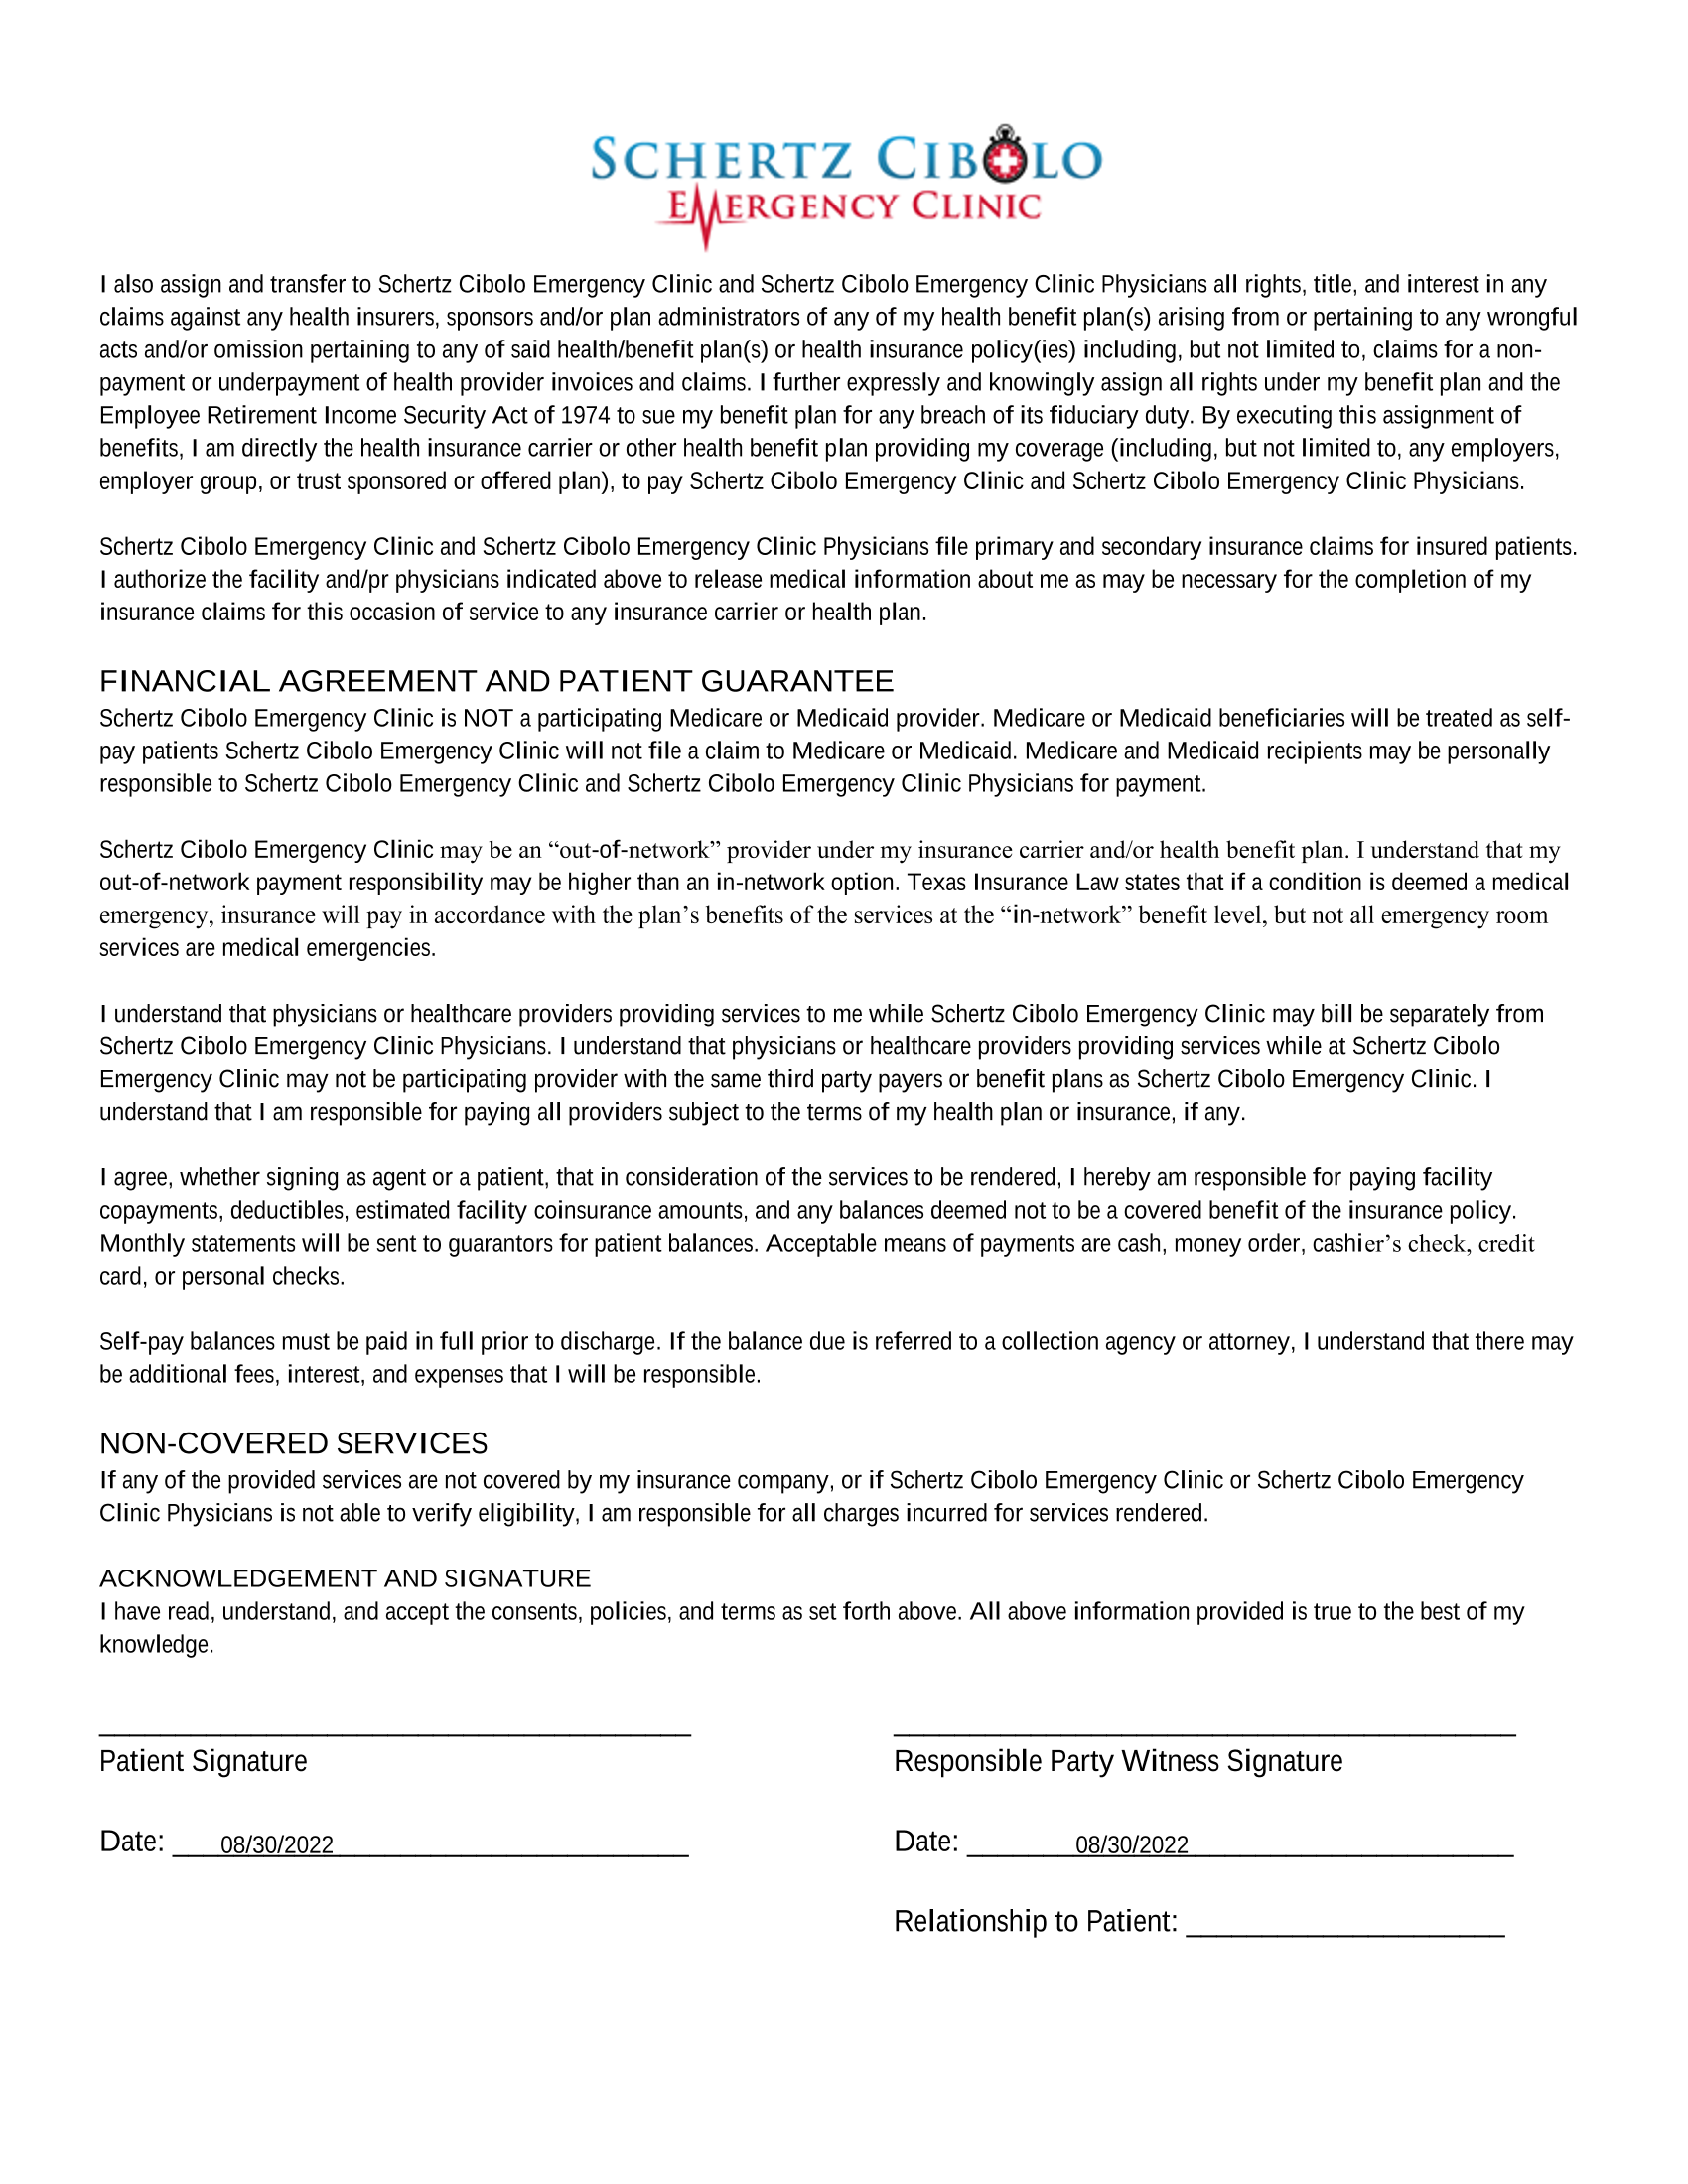 SCHERTZ CIBOLO
EMERGENCY CLINIC
I also assign and transfer to Schertz Cibolo Emergency Clinic and Schertz Cibolo Emergency Clinic Physicians all rights, title, and interest in any
claims against any health insurers, sponsors and/or plan administrators of any of my health benefit plan(s) arising from or pertaining to any wrongful
acts and/or omission pertaining to any of said health/benefit plan(s) or health insurance policy(ies) including, but not limited to, claims for a non-
payment or underpayment of health provider invoices and claims. I further expressly and knowingly assign all rights under my benefit plan and the
Employee Retirement Income Security Act of 1974 to sue my benefit plan for any breach of its fiduciary duty. By executing this assignment of
benefits, I am directly the health insurance carrier or other health benefit plan providing my coverage (including, but not limited to, any employers,
employer group, or trust sponsored or offered plan), to pay Schertz Cibolo Emergency Clinic and Schertz Cibolo Emergency Clinic Physicians.
Schertz Cibolo Emergency Clinic and Schertz Cibolo Emergency Clinic Physicians file primary and secondary insurance claims for insured patients.
I authorize the facility and/pr physicians indicated above to release medical information about me as may be necessary for the completion of my
insurance claims for this occasion of service to any insurance carrier or health plan.
FINANCIAL AGREEMENT AND PATIENT GUARANTEE
Schertz Cibolo Emergency Clinic is NOT a participating Medicare or Medicaid provider. Medicare or Medicaid beneficiaries will be treated as self-
pay patients Schertz Cibolo Emergency Clinic will not file a claim to Medicare or Medicaid. Medicare and Medicaid recipients may be personally
responsible to Schertz Cibolo Emergency Clinic and Schertz Cibolo Emergency Clinic Physicians for payment.
Schertz Cibolo Emergency Clinic may be an “out-of-network” provider under my insurance carrier and/or health benefit plan. I understand that my
out-of-network payment responsibility may be higher than an in-network option. Texas Insurance Law states that if a condition is deemed a medical
emergency, insurance will pay in accordance with the plan’s benefits of the services at the “in-network” benefit level, but not all emergency room
services are medical emergencies.
I understand that physicians or healthcare providers providing services to me while Schertz Cibolo Emergency Clinic may bill be separately from
Schertz Cibolo Emergency Clinic Physicians. I understand that physicians or healthcare providers providing services while at Schertz Cibolo
Emergency Clinic may not be participating provider with the same third party payers or benefit plans as Schertz Cibolo Emergency Clinic. I
understand that I am responsible for paying all providers subject to the terms of my health plan or insurance, if any.
I agree, whether signing as agent or a patient, that in consideration of the services to be rendered, I hereby am responsible for paying facility
copayments, deductibles, estimated facility coinsurance amounts, and any balances deemed not to be a covered benefit of the insurance policy.
Monthly statements will be sent to guarantors for patient balances. Acceptable means of payments are cash, money order, cashier’s check, credit
card, or personal checks.
Self-pay balances must be paid in full prior to discharge. If the balance due is referred to a collection agency or attorney, I understand that there may
be additional fees, interest, and expenses that I will be responsible.
NON-COVERED SERVICES
If any of the provided services are not covered by my insurance company, or if Schertz Cibolo Emergency Clinic or Schertz Cibolo Emergency
Clinic Physicians is not able to verify eligibility, I am responsible for all charges incurred for services rendered.
ACKNOWLEDGEMENT AND SIGNATURE
I have read, understand, and accept the consents, policies, and terms as set forth above. All above information provided is true to the best of my
knowledge.
Patient Signature
Responsible Party Witness Signature
Date: 08/30/2022
Date: 08/30/2022
Relationship to Patient: